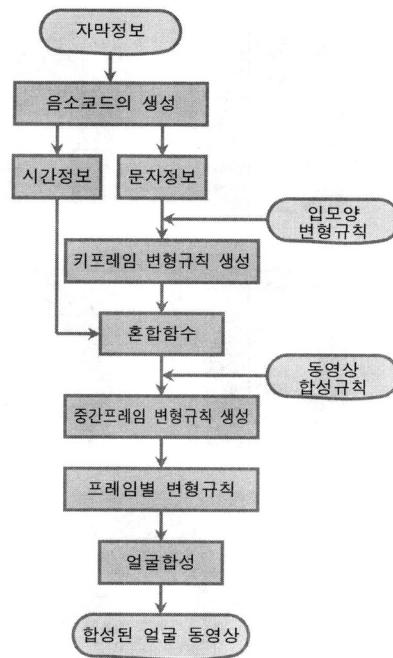 자막정보
음소코드의 생성
시간정보
문자정보
입모양
변형규칙
키프레임 변형규칙 생성
혼합함수
동영상
합성규칙
중간프레임 변형규칙 생성
프레임별 변형규칙
얼굴합성
합성된 얼굴 동영상